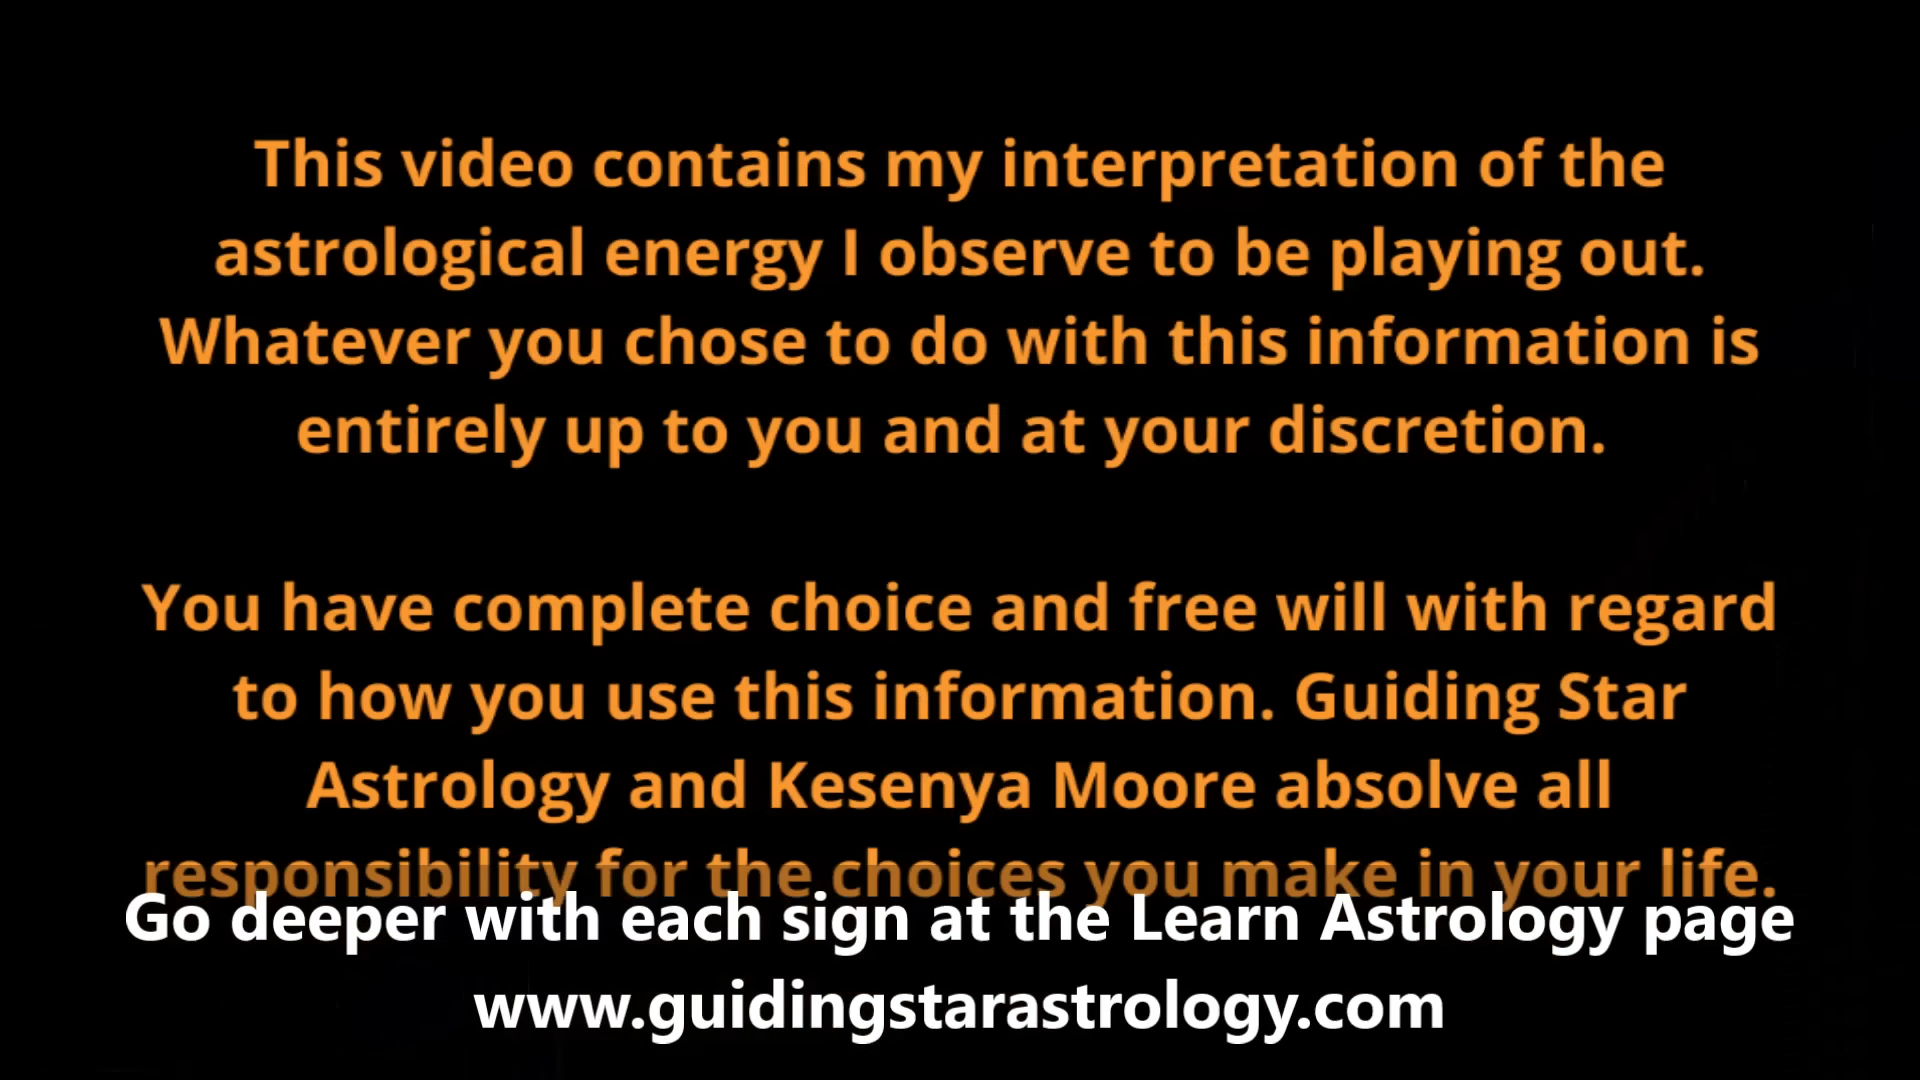 This video contains my interpretation of the
astrological energy I observe to be playing out.
Whatever you chose to do with this information is
entirely up to you and at your discretion.
You have complete choice and free will with regard
to how you use this information. Guiding Star
Astrology and Kesenya Moore absolve all
responsibility for the choices you make in your life.
Go deeper with each sign at the Learn Astrology page
www.guidingstarastrology.com